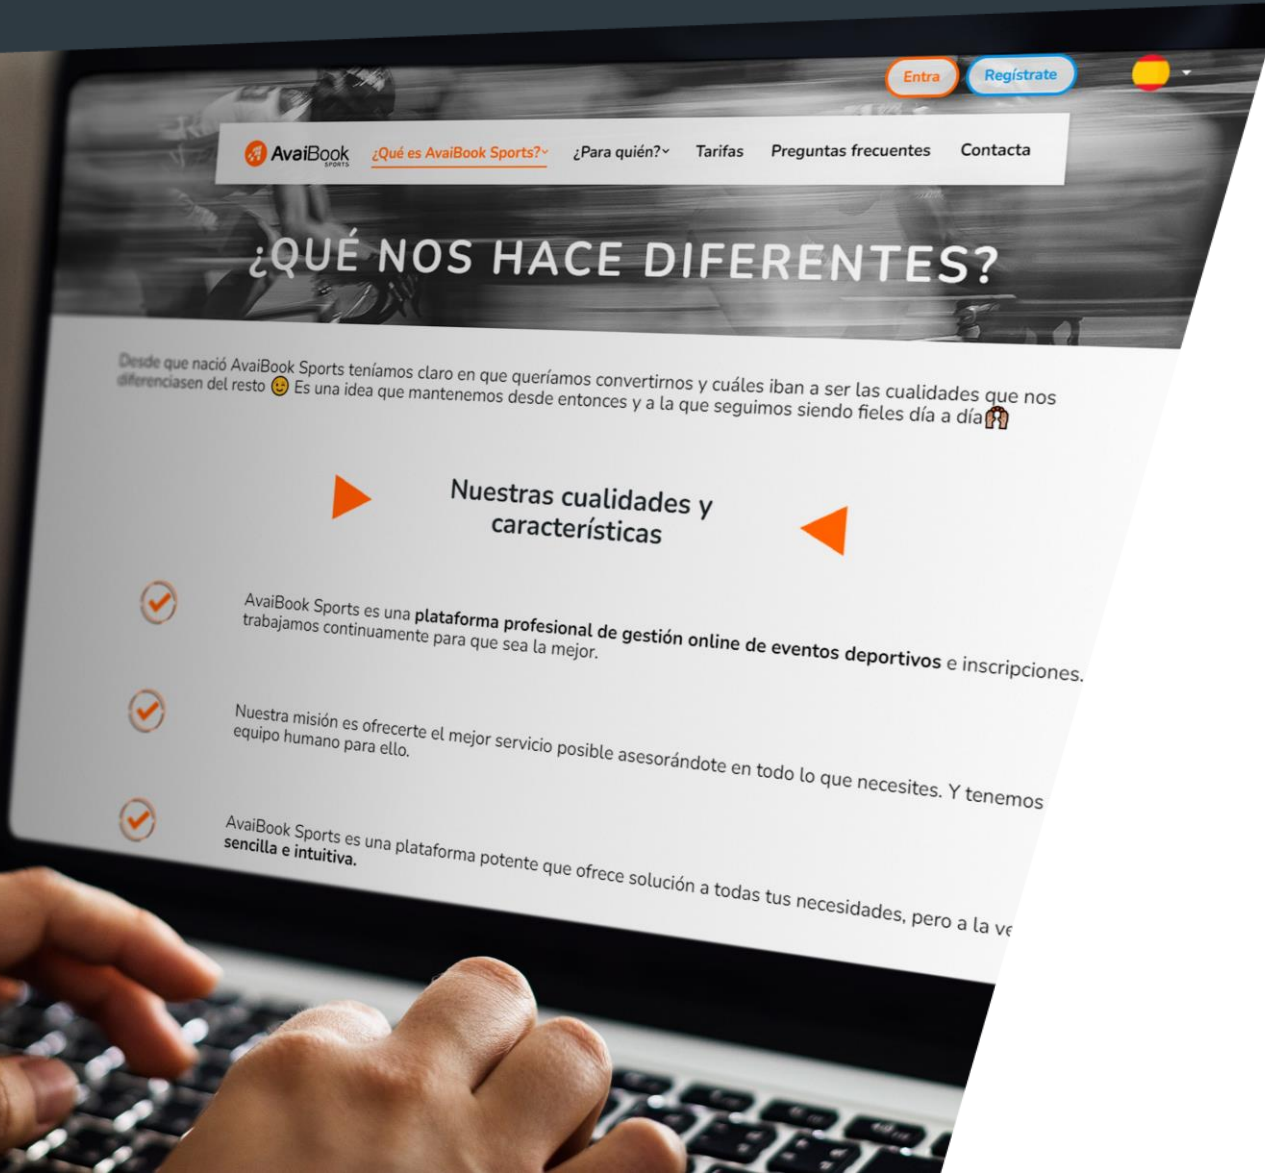 Entra
Regístrate
AvaiBook
SPORTS
¿Qué es AvaiBook Sports?
¿Para quién?
Tarifas
Preguntas frecuentes
Contacta
¿QUÉ NOS HACE DIFERENTES?
Desde que nació AvaiBook Sports teníamos claro en que queríamos convertirnos y cuáles iban a ser las cualidades que nos
diferenciasen del resto 😉 Es una idea que mantenemos desde entonces y a la que seguimos siendo fieles día a día🙌🏽
Nuestras cualidades y
características
AvaiBook Sports es una plataforma profesional de gestión online de eventos deportivos e inscripciones.
trabajamos continuamente para que sea la mejor.
Nuestra misión es ofrecerte el mejor servicio posible asesorándote en todo lo que necesites. Y tenemos
equipo humano para ello.
AvaiBook Sports es una plataforma potente que ofrece solución a todas tus necesidades, pero a la ve
sencilla e intuitiva.